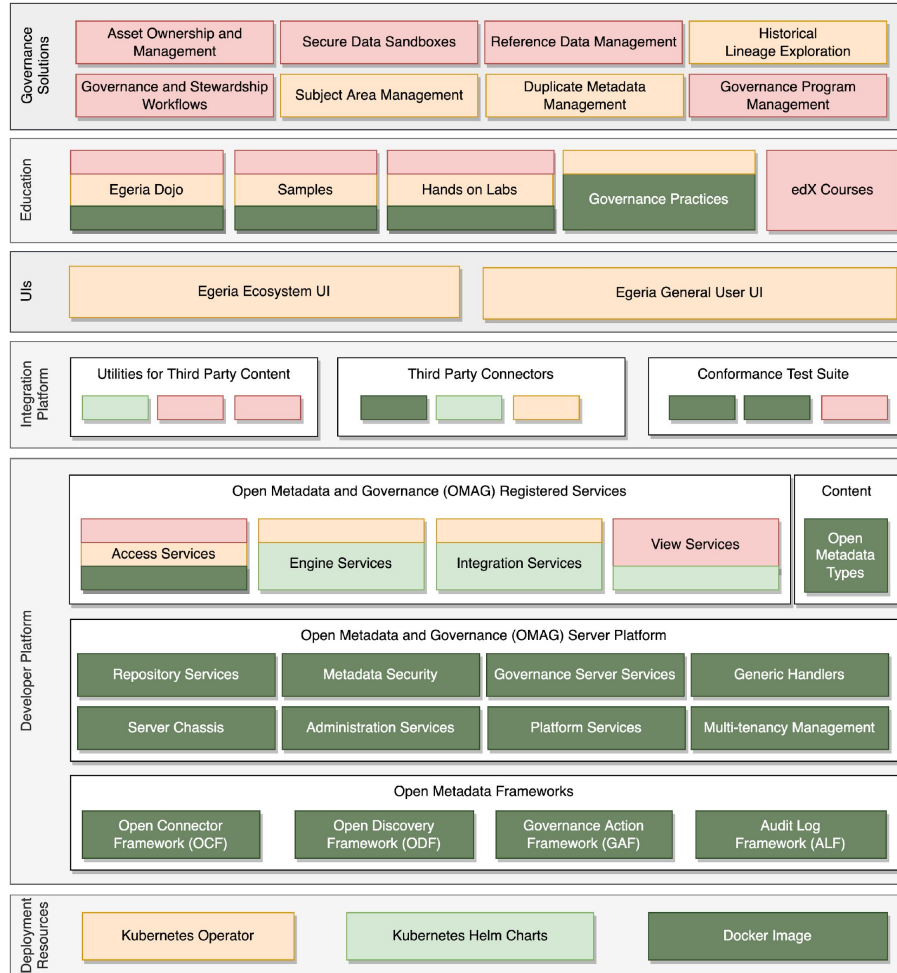 Governance
Solutions
Asset Ownership and
Management
Secure Data Sandboxes
Reference Data Management
Historical
Lineage Exploration
Governance and Stewardship
Workflows
Subject Area Management
Duplicate Metadata
Management
Governance Program
Management
Education
Egeria Dojo
Samples
Hands on Labs
Governance Practices
edX Courses
UIs
Egeria Ecosystem UI
Egeria General User UI
Integration
Platform
Utilities for Third Party Content
Third Party Connectors
Conformance Test Suite
Developer Platform
Open Metadata and Governance (OMAG) Registered Services
Access Services
Engine Services
Integration Services
View Services
Content
Open
Metadata
Types
Open Metadata and Governance (OMAG) Server Platform
Repository Services
Metadata Security
Governance Server Services
Generic Handlers
Server Chassis
Administration Services
Platform Services
Multi-tenancy Management
Open Metadata Frameworks
Open Connector
Framework (OCF)
Open Discovery
Framework (ODF)
Governance Action
Framework (GAF)
Audit Log
Framework (ALF)
Deployment
Resources
Kubernetes Operator
Kubernetes Helm Charts
Docker Image